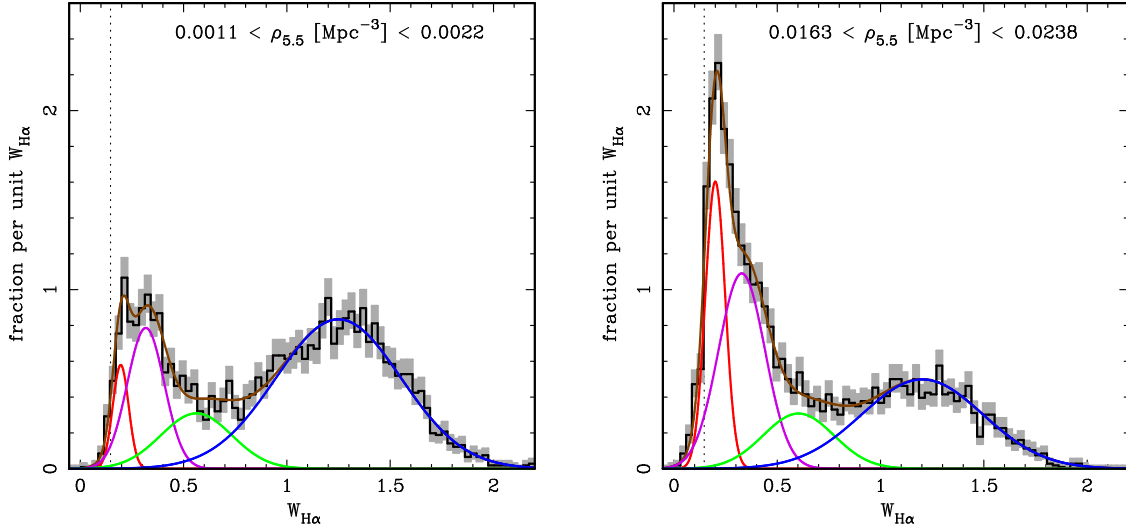 0.0011 < ρ5.5 [Mpc−3] < 0.0022
fraction per unit WHα
2
1
0
0 0.5 1 1.5 2
WHα
0.0163 < ρ5.5 [Mpc−3] < 0.0238
fraction per unit WHα
2
1
0
0 0.5 1 1.5 2
WHα